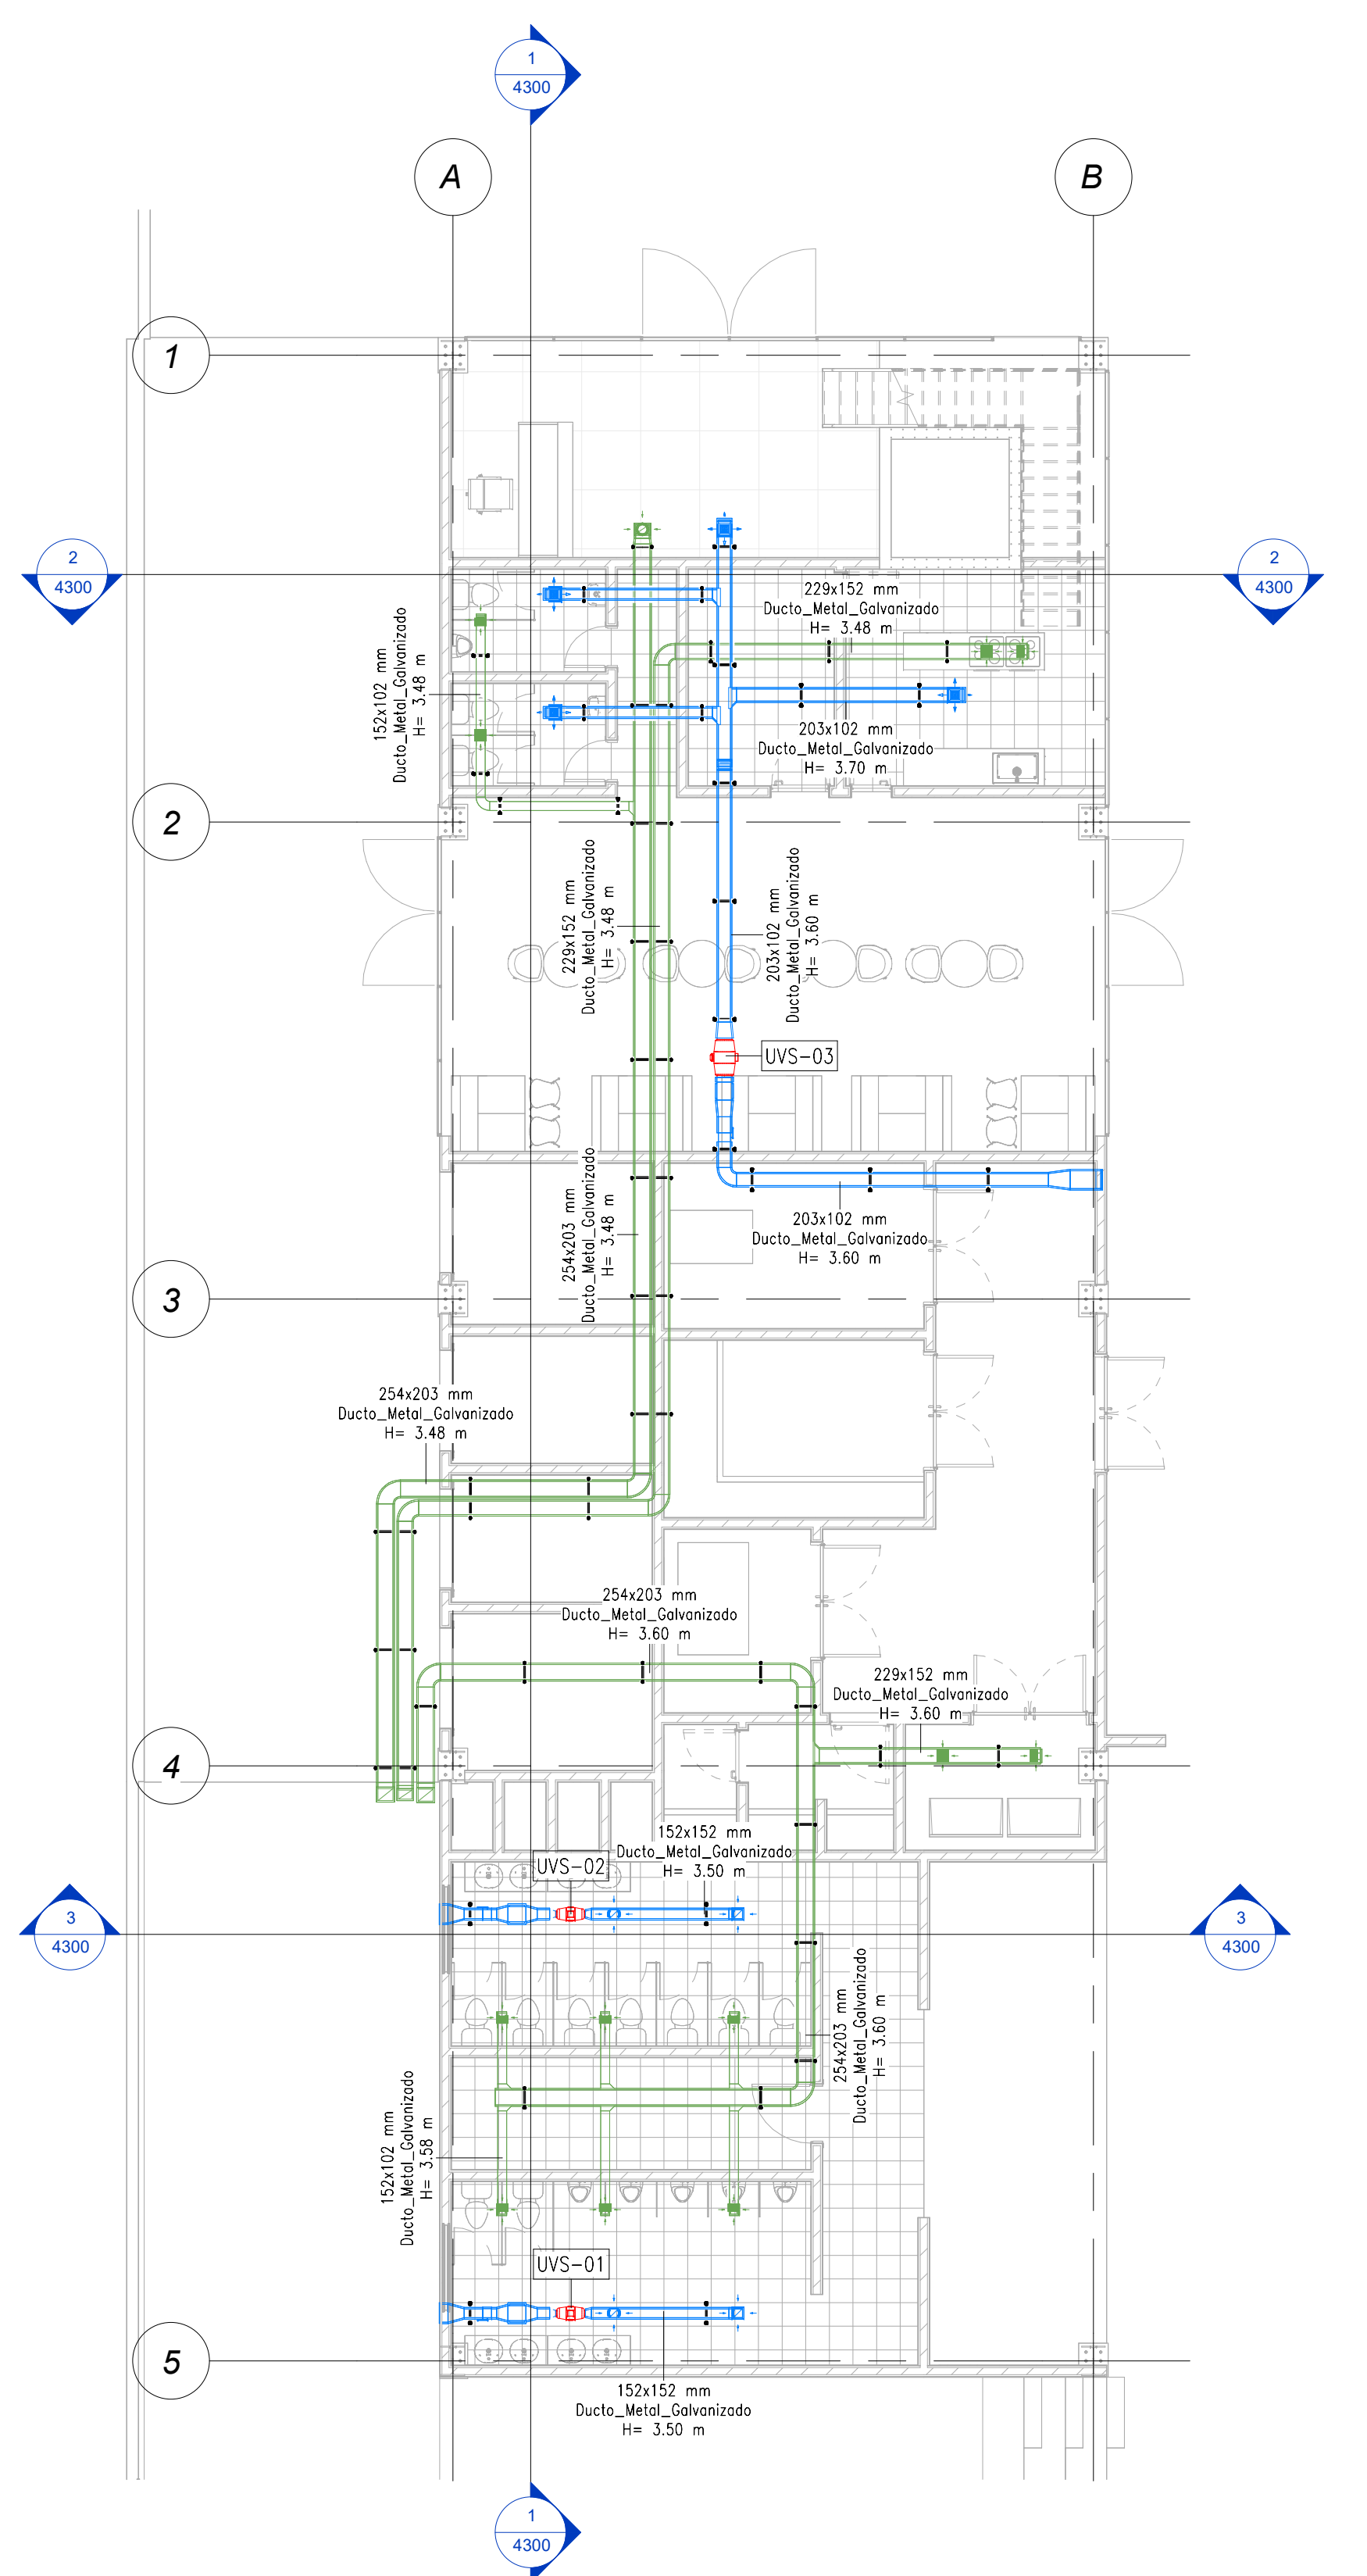 1
4300
A
B
1
2
4300
2
4300
229x152 mm
Ducto_Metal_Galvanizado
H= 3.48 m
152x102 mm
Ducto_Metal_Galvanizado
H= 3.48 m
203x102 mm
Ducto_Metal_Galvanizado
H= 3.70 m
2
229x152 mm
Ducto_Metal_Galvanizado
H= 3.48 m
203x102 mm
Ducto_Metal_Galvanizado
H= 3.60 m
UVS-03
254x203 mm
Ducto_Metal_Galvanizado
H= 3.48 m
203x102 mm
Ducto_Metal_Galvanizado
H= 3.60 m
3
254x203 mm
Ducto_Metal_Galvanizado
H= 3.48 m
254x203 mm
Ducto_Metal_Galvanizado
H= 3.60 m
229x152 mm
Ducto_Metal_Galvanizado
H= 3.60 m
4
152x152 mm
Ducto_Metal_Galvanizado
H= 3.50 m
UVS-02
3
4300
3
4300
254x203 mm
Ducto_Metal_Galvanizado
H= 3.60 m
152x102 mm
Ducto_Metal_Galvanizado
H= 3.58 m
UVS-01
5
152x152 mm
Ducto_Metal_Galvanizado
H= 3.50 m
1
4300